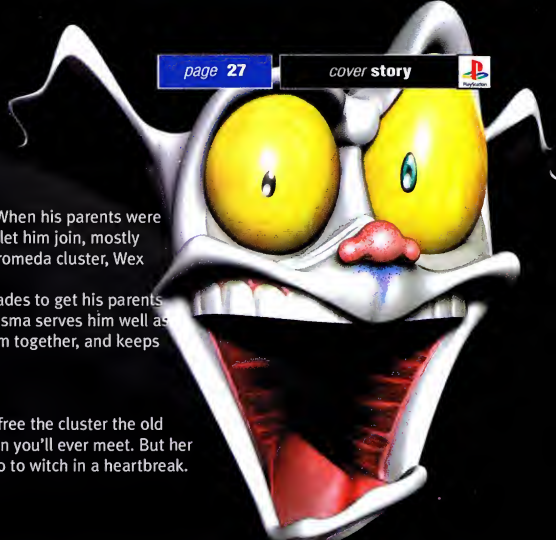 page 27
cover story
PlayStation
When his parents were
let him join, mostly
romeda cluster, Wex
ades to get his parents
sma serves him well as
m together, and keeps
free the cluster the old
n you'll ever meet. But her
o to witch in a heartbreak.